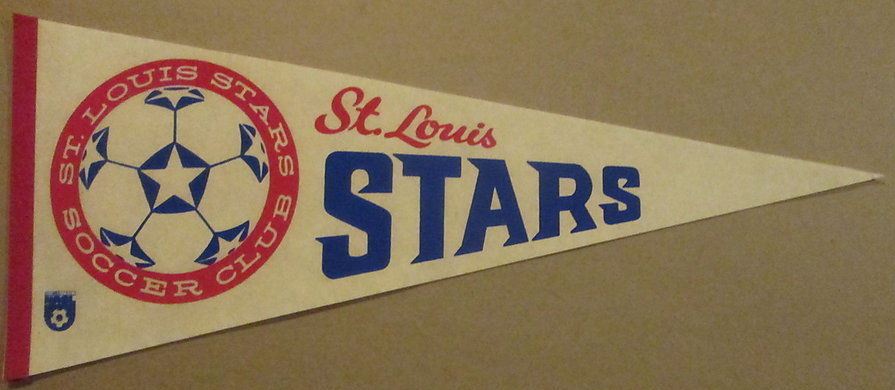 ST. LOUIS STARS
SOCCER CLUB
St. Louis
STARS